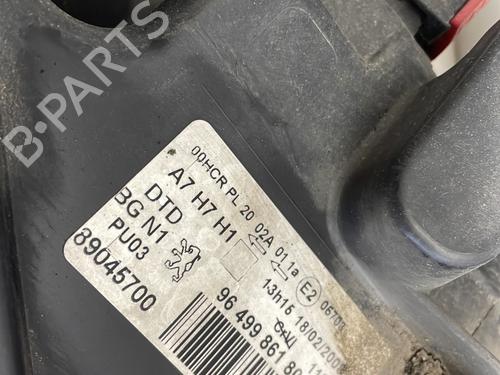 B-PARTS
00HCR PL 20 02A 01 1a E2
A7 H7 H1
13h15 18/02/200
DTD
BG N1
PU03
96 499 861 80
89045700